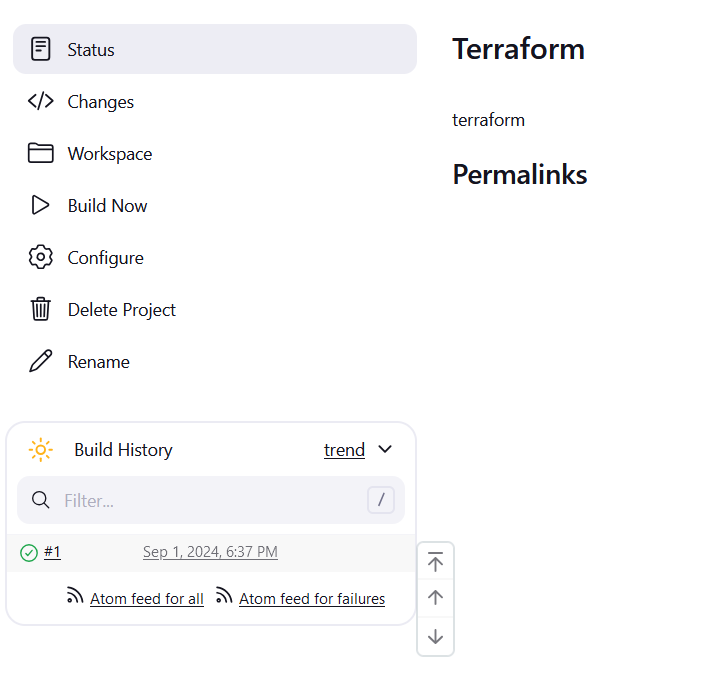 Status
Changes
Workspace
Build Now
Configure
Delete Project
Rename
Build History trend
Filter... /
#1 Sep 1, 2024, 6:37 PM
Atom feed for all Atom feed for failures
Terraform
terraform
Permalinks